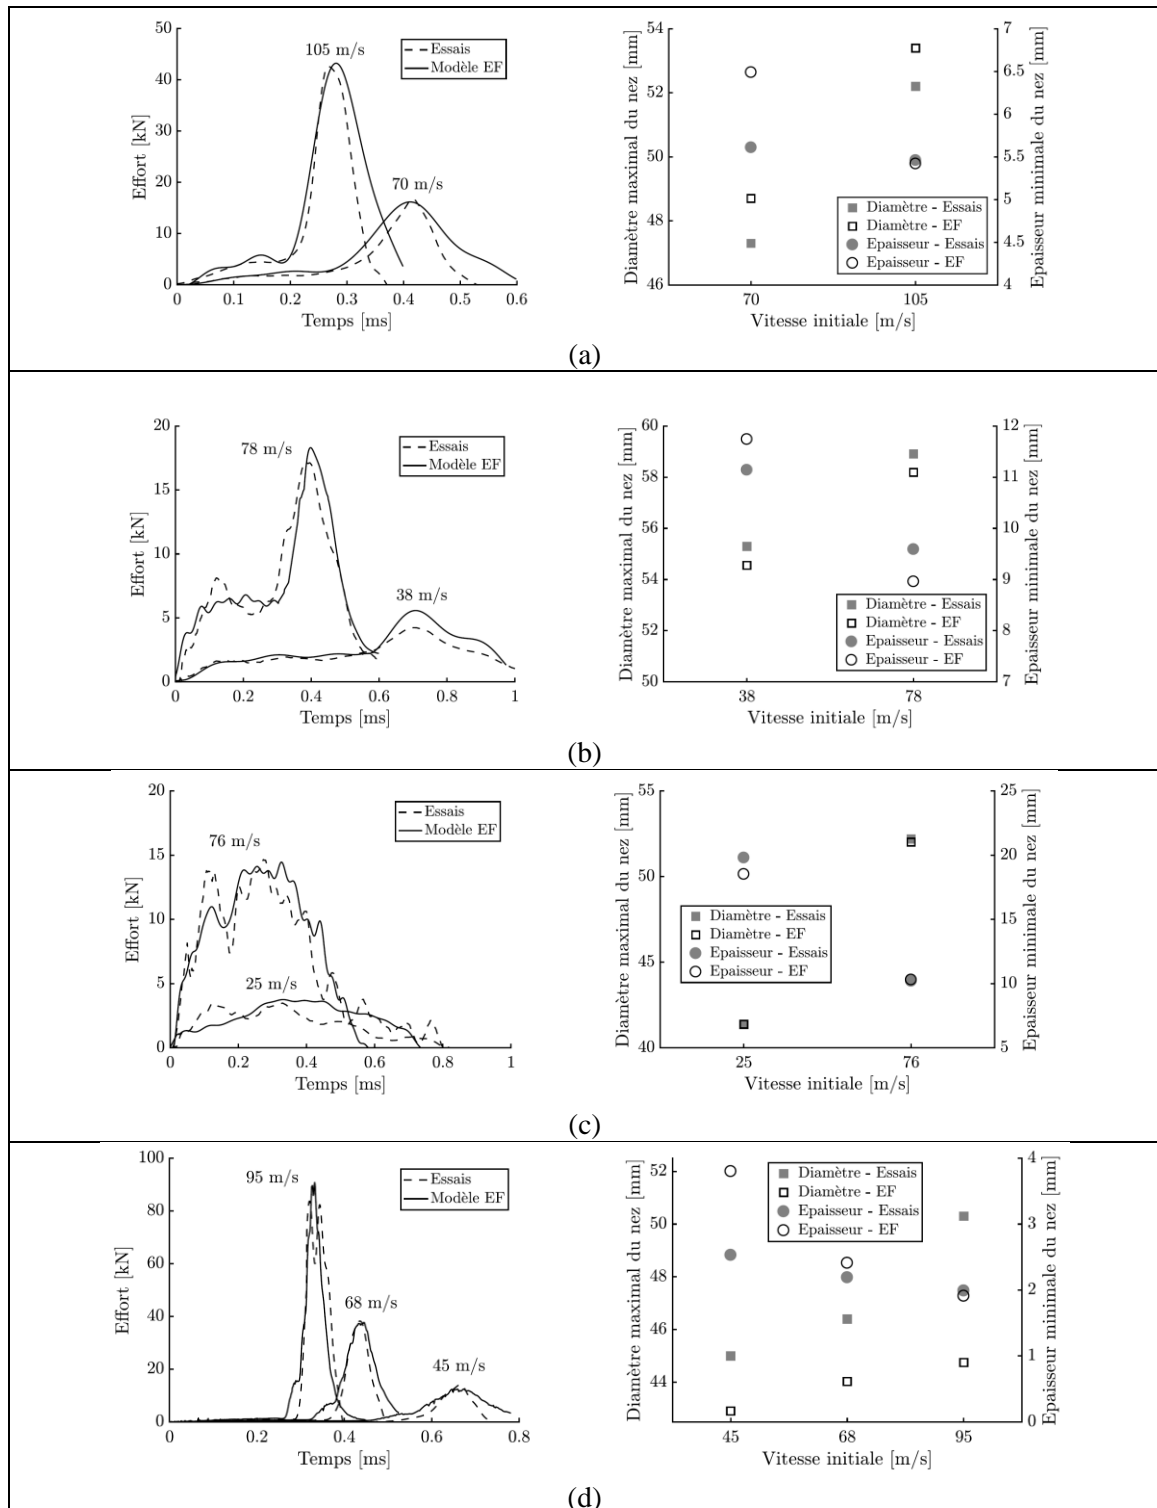 50
40
30
20
10
0
Effort [kN]
105 m/s
70 m/s
Essais
Modèle EF
0 0.1 0.2 0.3 0.4 0.5 0.6
Temps [ms]
54
52
50
48
46
Diamètre maximal du nez [mm]
7
6.5
6
5.5
5
4.5
4
Epaisseur minimale du nez [mm]
Diamètre - Essais
Diamètre - EF
Epaisseur - Essais
Epaisseur - EF
70 105
Vitesse initiale [m/s]
(a)
20
15
10
5
0
Effort [kN]
78 m/s
38 m/s
Essais
Modèle EF
0 0.2 0.4 0.6 0.8 1
Temps [ms]
60
58
56
54
52
50
Diamètre maximal du nez [mm]
12
11
10
9
8
7
Epaisseur minimale du nez [mm]
Diamètre - Essais
Diamètre - EF
Epaisseur - Essais
Epaisseur - EF
38 78
Vitesse initiale [m/s]
(b)
20
15
10
5
0
Effort [kN]
76 m/s
25 m/s
Essais
Modèle EF
0 0.2 0.4 0.6 0.8 1
Temps [ms]
55
50
45
40
Diamètre maximal du nez [mm]
25
20
15
10
5
Epaisseur minimale du nez [mm]
Diamètre - Essais
Diamètre - EF
Epaisseur - Essais
Epaisseur - EF
25 76
Vitesse initiale [m/s]
(c)
100
80
60
40
20
0
Effort [kN]
95 m/s
68 m/s
45 m/s
Essais
Modèle EF
0 0.2 0.4 0.6 0.8
Temps [ms]
52
50
48
46
44
Diamètre maximal du nez [mm]
4
3
2
1
0
Epaisseur minimale du nez [mm]
Diamètre - Essais
Diamètre - EF
Epaisseur - Essais
Epaisseur - EF
45 68 95
Vitesse initiale [m/s]
(d)